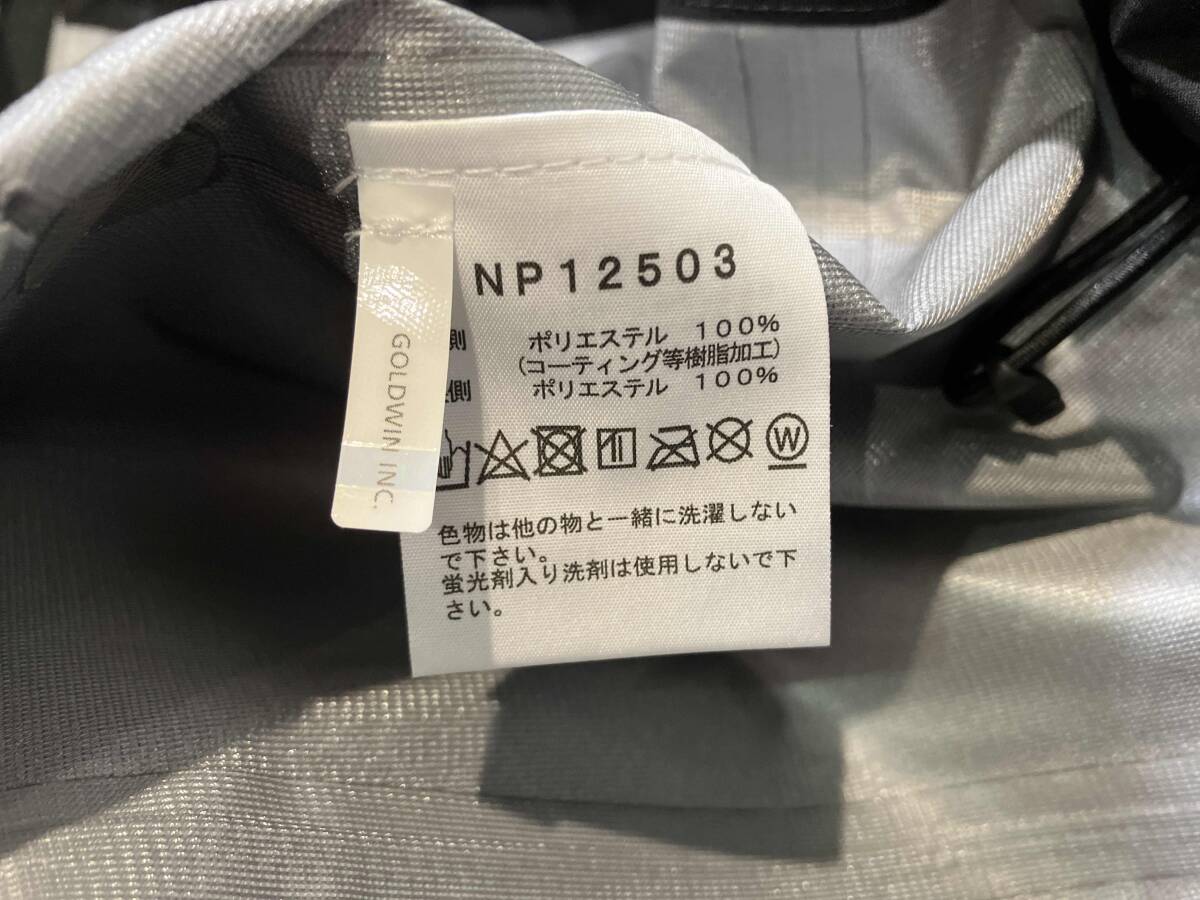 NP12503
側 ポリエステル 100%
(コーティング等樹脂加工)
側 ポリエステル 100%
W
色物は他の物と一緒に洗濯しない
で下さい。
蛍光剤入り洗剤は使用しないで下
さい。
GOLDWIN INC.